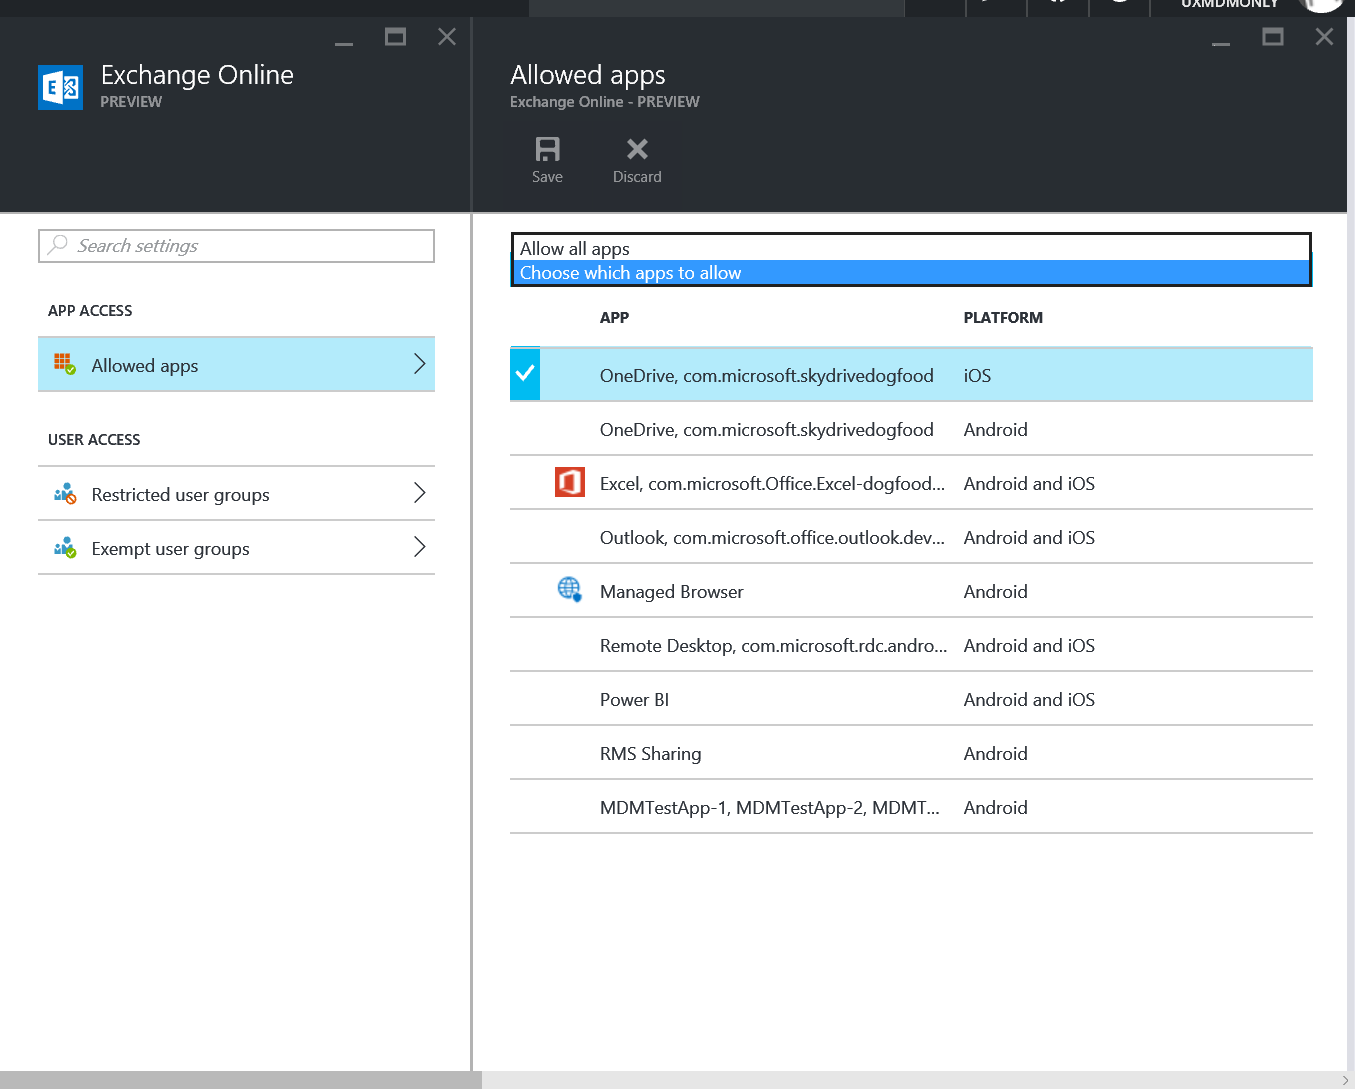 UXMDMONLY
Exchange Online
PREVIEW
Allowed apps
Exchange Online - PREVIEW
Save
Discard
Search settings
APP ACCESS
Allowed apps
USER ACCESS
Restricted user groups
Exempt user groups
Allow all apps
Choose which apps to allow
APP PLATFORM
OneDrive, com.microsoft.skydrivedogfood iOS
OneDrive, com.microsoft.skydrivedogfood Android
Excel, com.microsoft.Office.Excel-dogfood... Android and iOS
Outlook, com.microsoft.office.outlook.dev... Android and iOS
Managed Browser Android
Remote Desktop, com.microsoft.rdc.andro... Android and iOS
Power BI Android and iOS
RMS Sharing Android
MDMTestApp-1, MDMTestApp-2, MDMT... Android